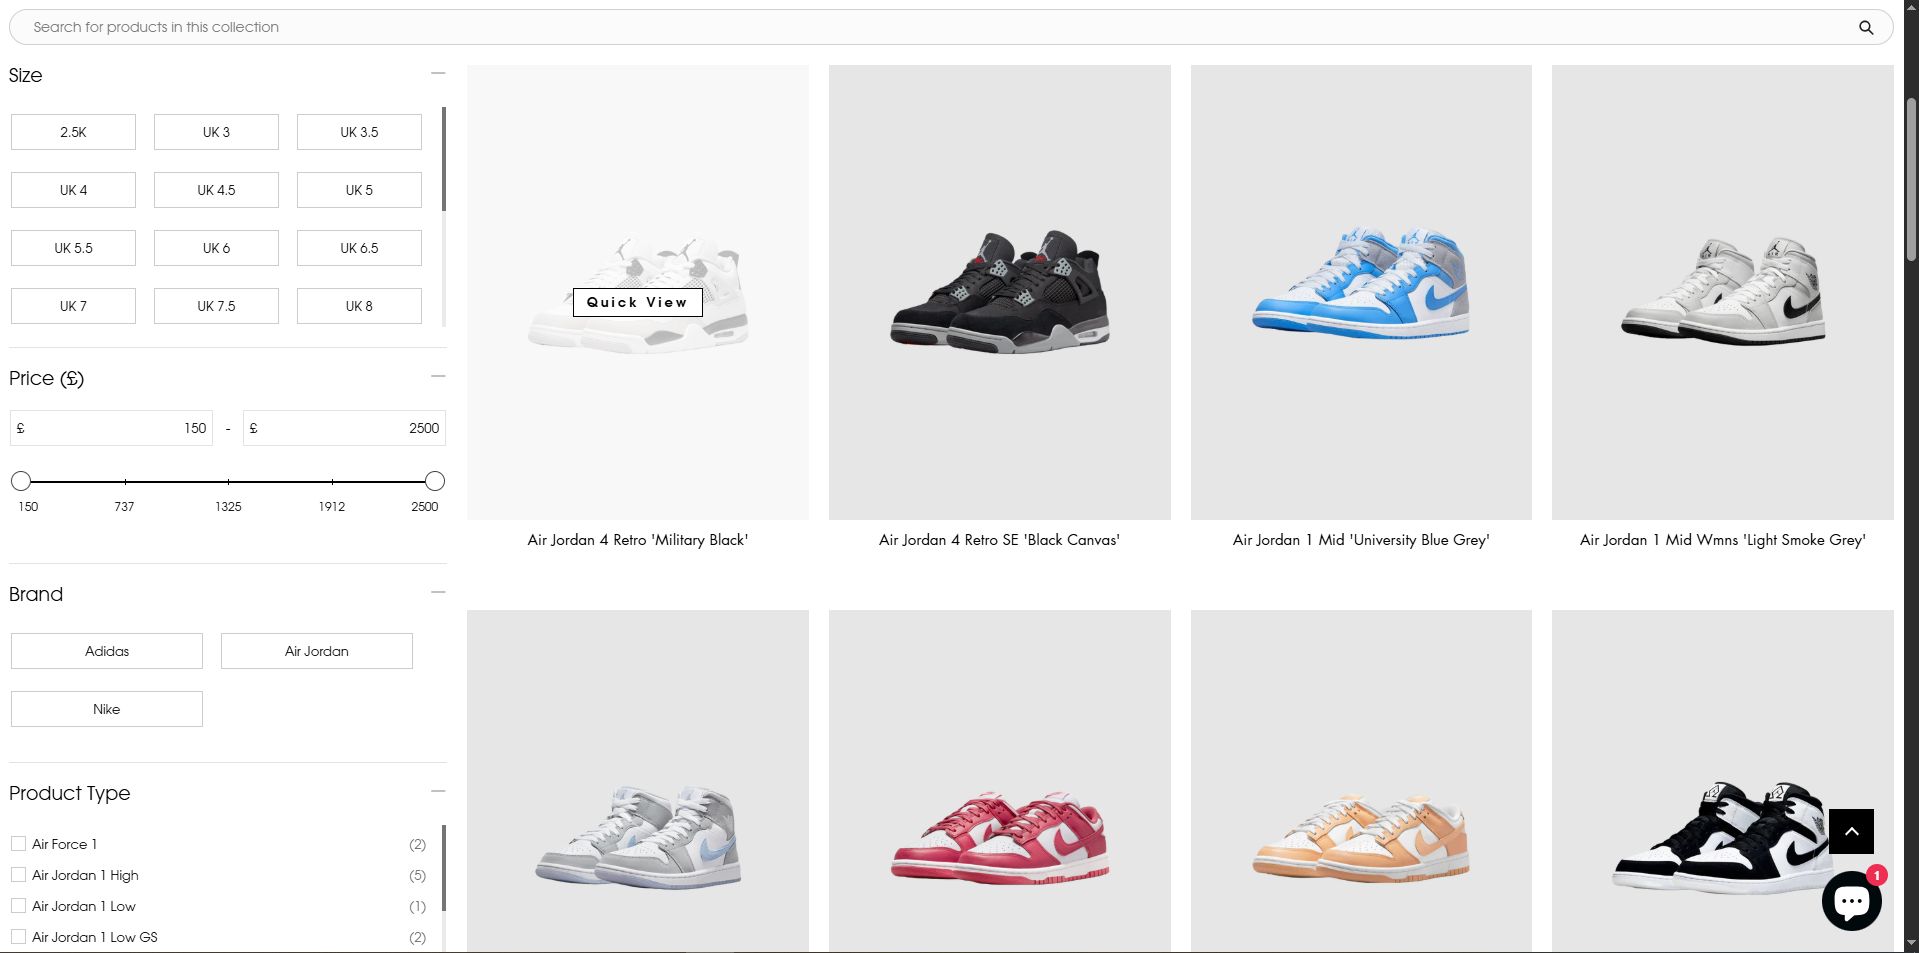 Search for products in this collection
Size
2.5K
UK 3
UK 3.5
UK 4
UK 4.5
UK 5
UK 5.5
UK 6
UK 6.5
UK 7
UK 7.5
UK 8
Price (£)
£ 150 - £ 2500
150 737 1325 1912 2500
Brand
Adidas
Air Jordan
Nike
Product Type
Air Force 1 (2)
Air Jordan 1 High (5)
Air Jordan 1 Low (1)
Air Jordan 1 Low GS (2)
Quick View
Air Jordan 4 Retro 'Military Black'
Air Jordan 4 Retro SE 'Black Canvas'
Air Jordan 1 Mid 'University Blue Grey'
Air Jordan 1 Mid Wmns 'Light Smoke Grey'
1